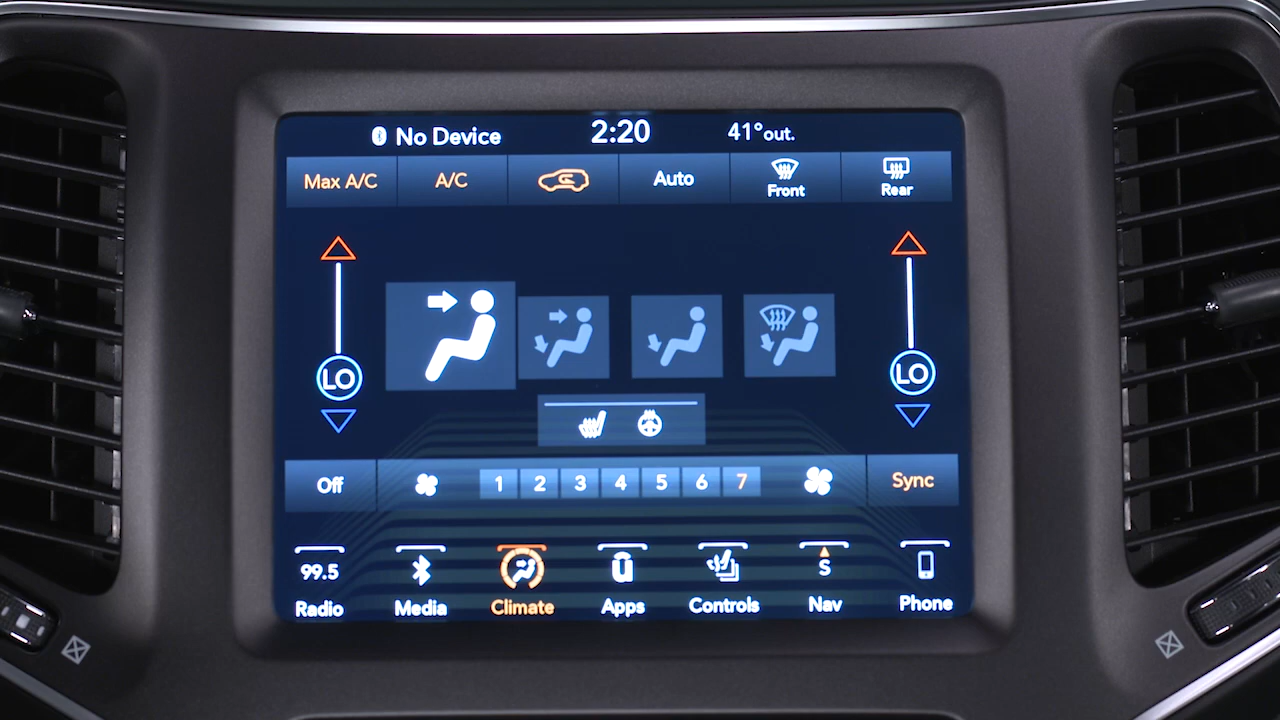 No Device 2:20 41°out.
Max A/C A/C Auto Front Rear
LO LO
Off 1 2 3 4 5 6 7 Sync
99.5 S
Radio Media Climate Apps Controls Nav Phone